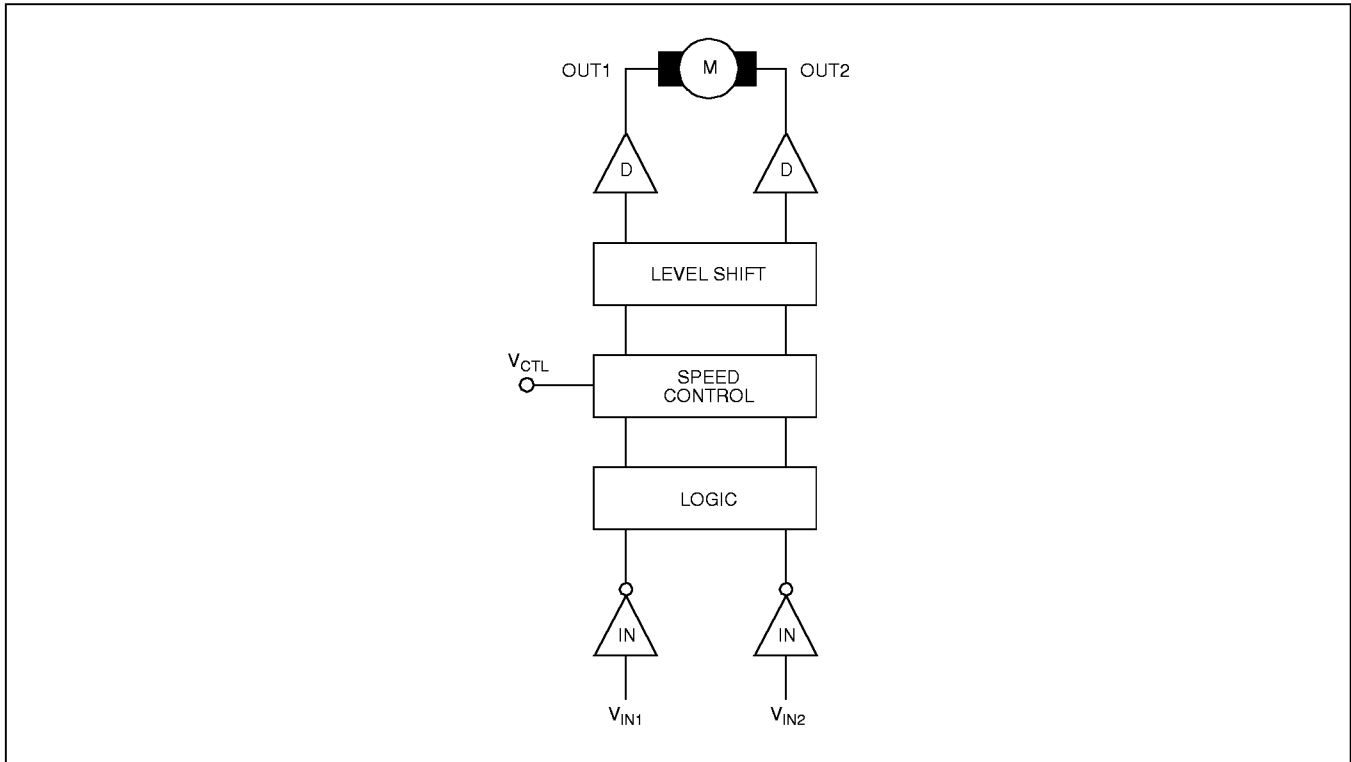 OUT1
M
OUT2
D
D
LEVEL SHIFT
VCTL
SPEED
CONTROL
LOGIC
IN
IN
VIN1
VIN2